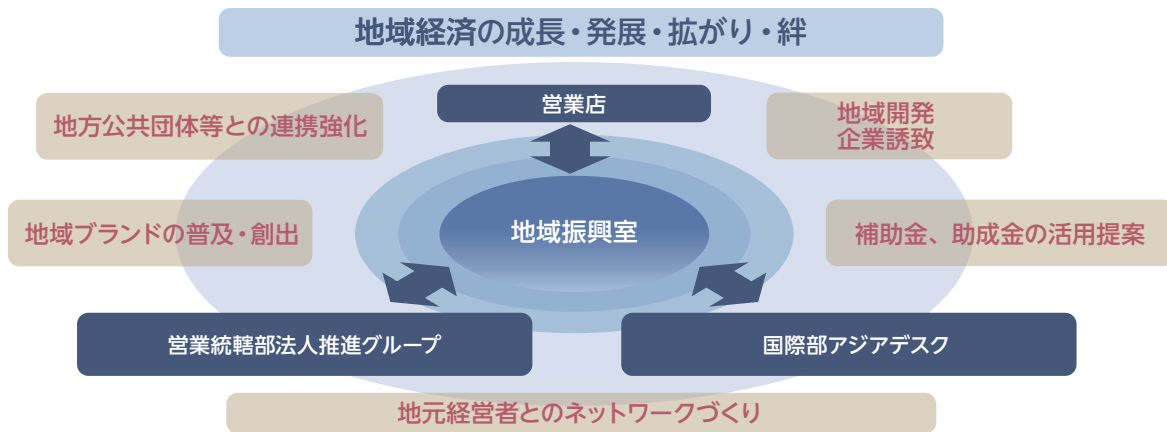 地域経済の成長・発展・拡がり・絆
営業店
地方公共団体等との連携強化
地域開発
企業誘致
地域ブランドの普及・創出
地域振興室
補助金、助成金の活用提案
営業統轄部法人推進グループ
国際部アジアデスク
地元経営者とのネットワークづくり